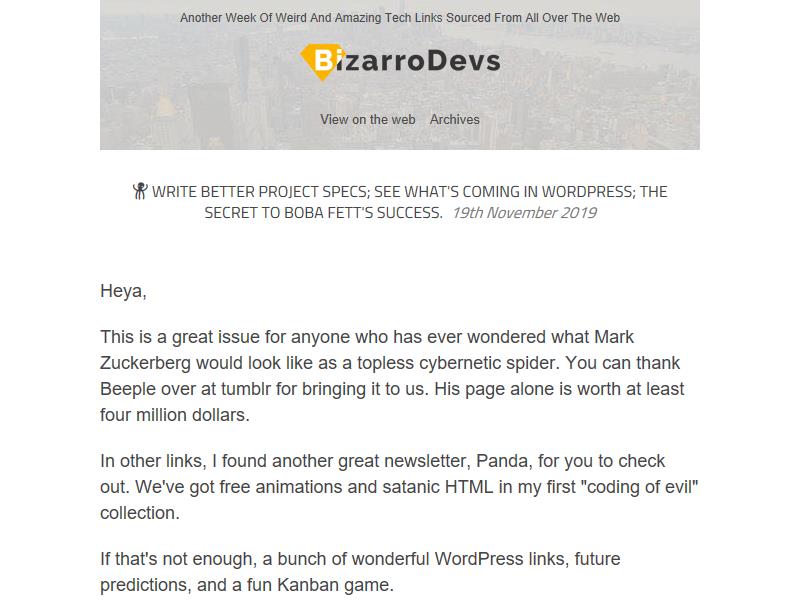 Another Week Of Weird And Amazing Tech Links Sourced From All Over The Web
BizarroDevs
View on the web Archives
WRITE BETTER PROJECT SPECS; SEE WHAT'S COMING IN WORDPRESS; THE
SECRET TO BOBA FETT'S SUCCESS. 19th November 2019
Heya,
This is a great issue for anyone who has ever wondered what Mark
Zuckerberg would look like as a topless cybernetic spider. You can thank
Beeple over at tumblr for bringing it to us. His page alone is worth at least
four million dollars.
In other links, I found another great newsletter, Panda, for you to check
out. We've got free animations and satanic HTML in my first "coding of evil"
collection.
If that's not enough, a bunch of wonderful WordPress links, future
predictions, and a fun Kanban game.